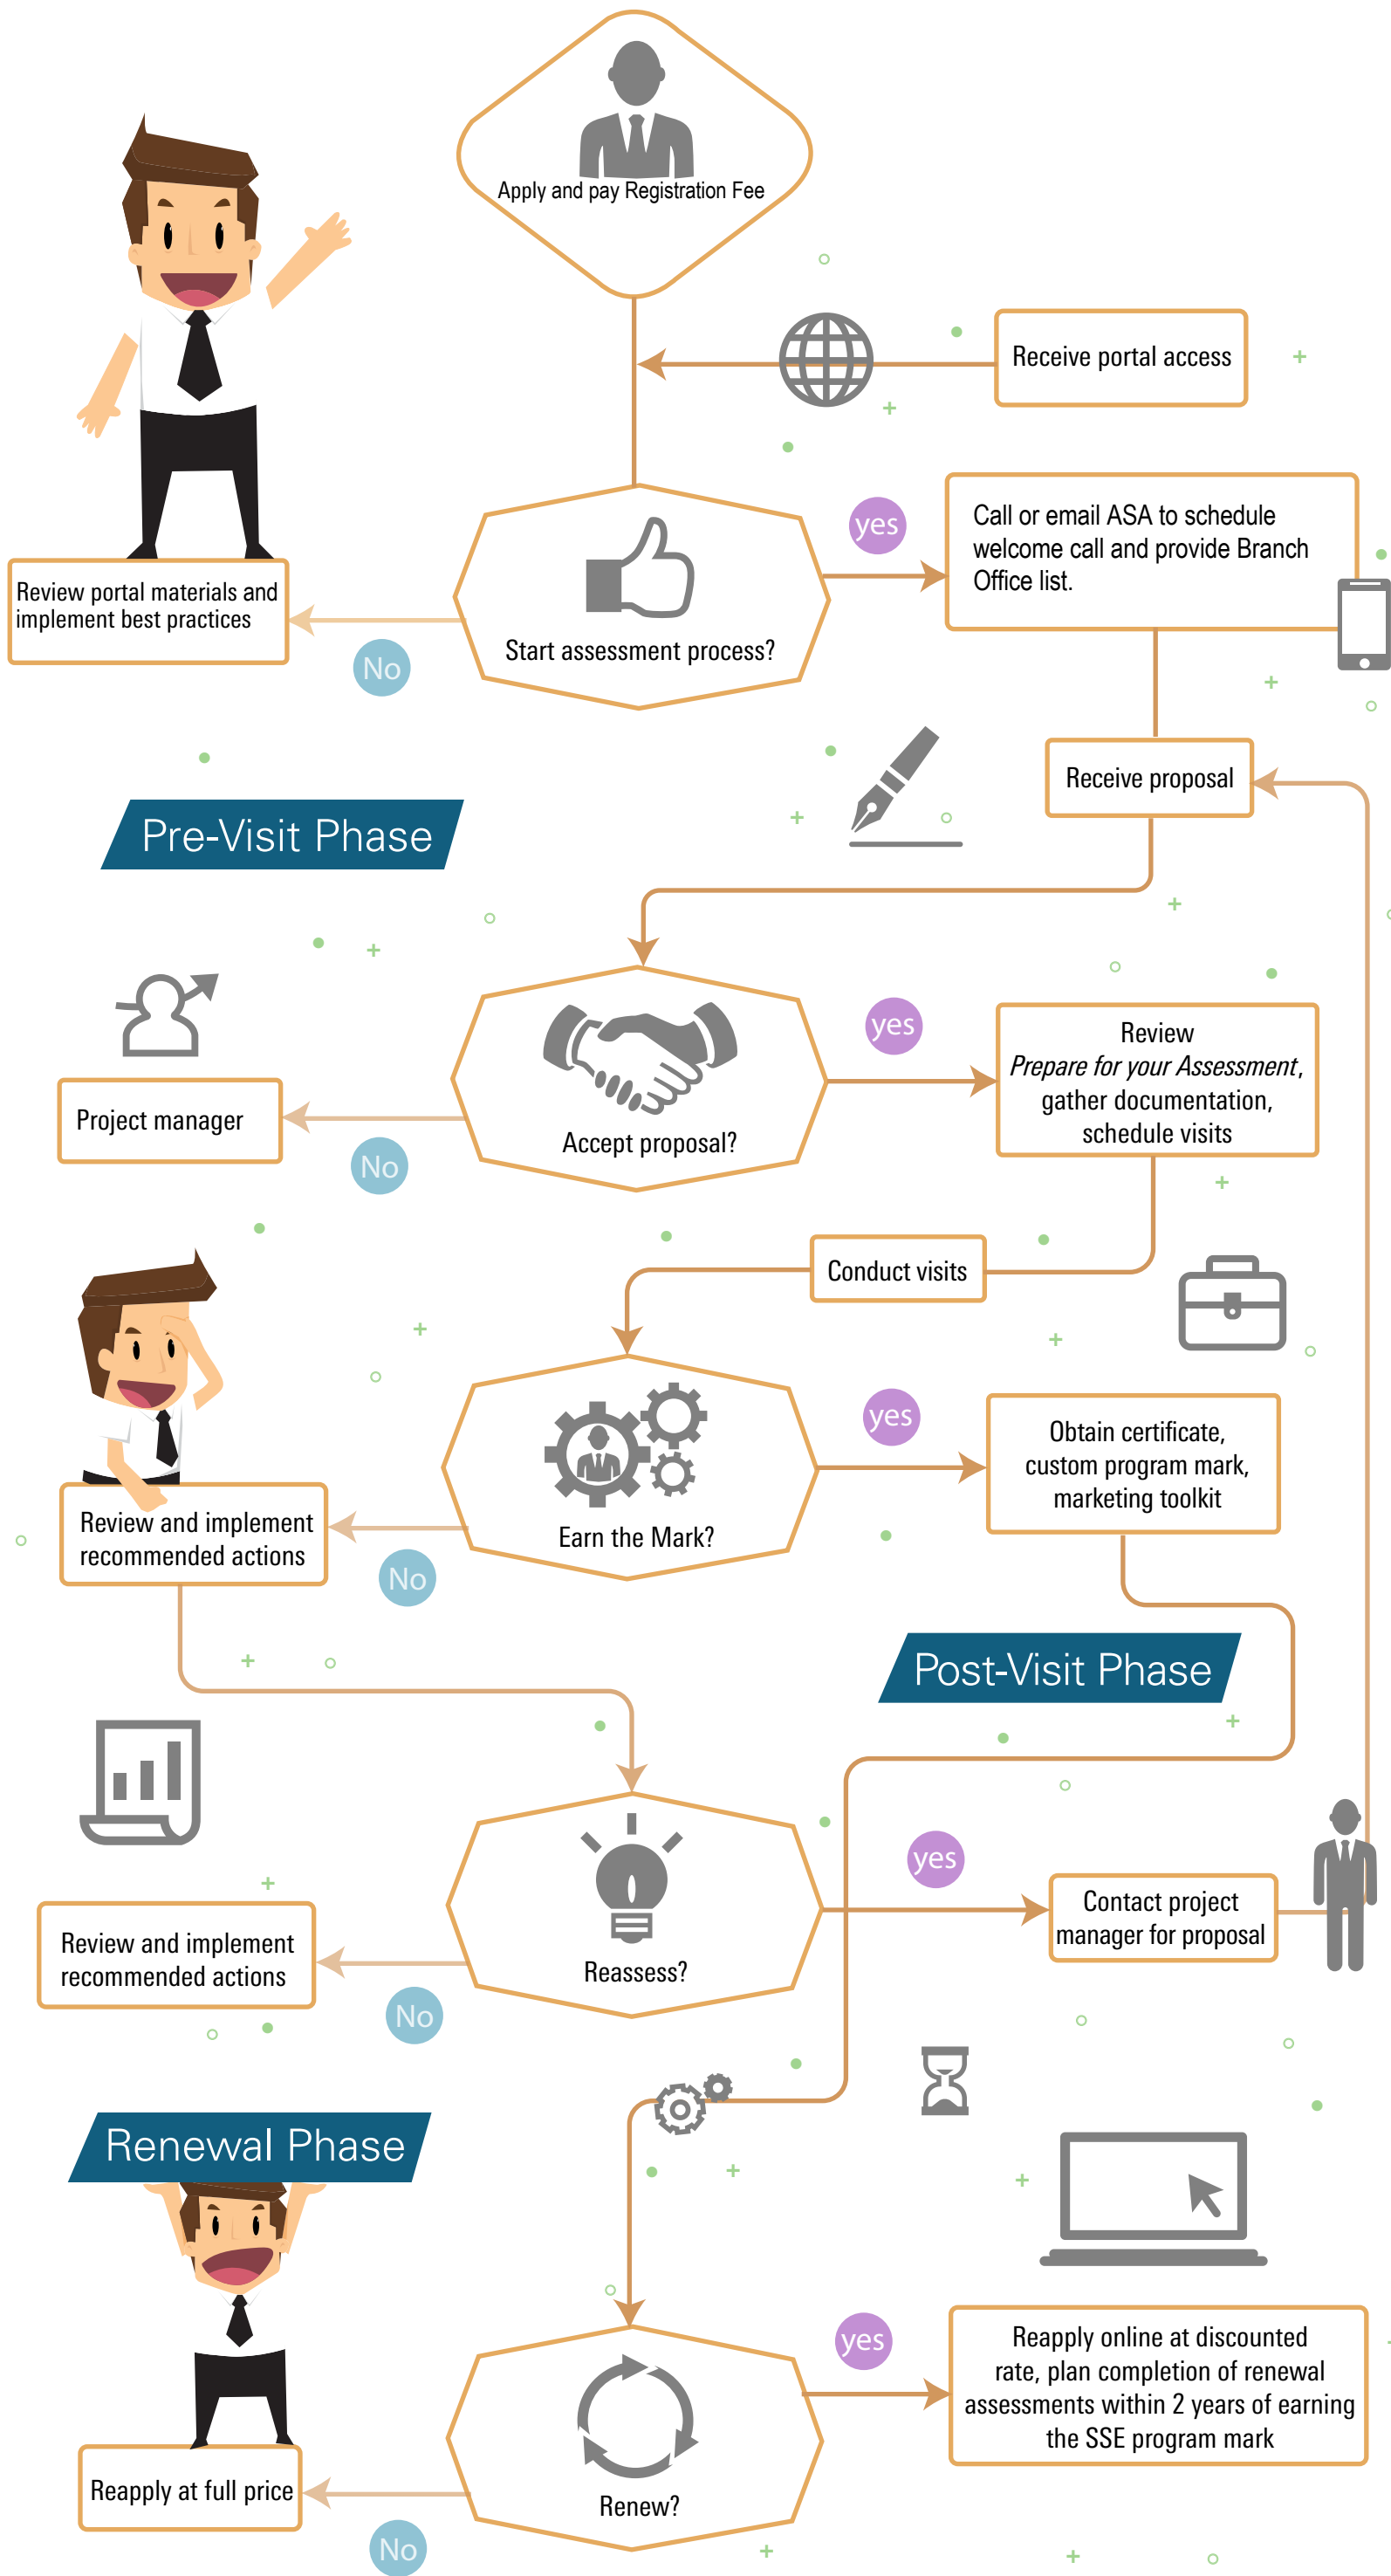 Apply and pay Registration Fee
Receive portal access
yes
Call or email ASA to schedule
welcome call and provide Branch
Office list.
Review portal materials and
implement best practices
No
Start assessment process?
Receive proposal
Pre-Visit Phase
yes
Review
Prepare for your Assessment,
gather documentation,
schedule visits
Project manager
No
Accept proposal?
Conduct visits
yes
Obtain certificate,
custom program mark,
marketing toolkit
Review and implement
recommended actions
No
Earn the Mark?
Post-Visit Phase
yes
Contact project
manager for proposal
Review and implement
recommended actions
No
Reassess?
Renewal Phase
yes
Reapply online at discounted
rate, plan completion of renewal
assessments within 2 years of earning
the SSE program mark
Reapply at full price
No
Renew?